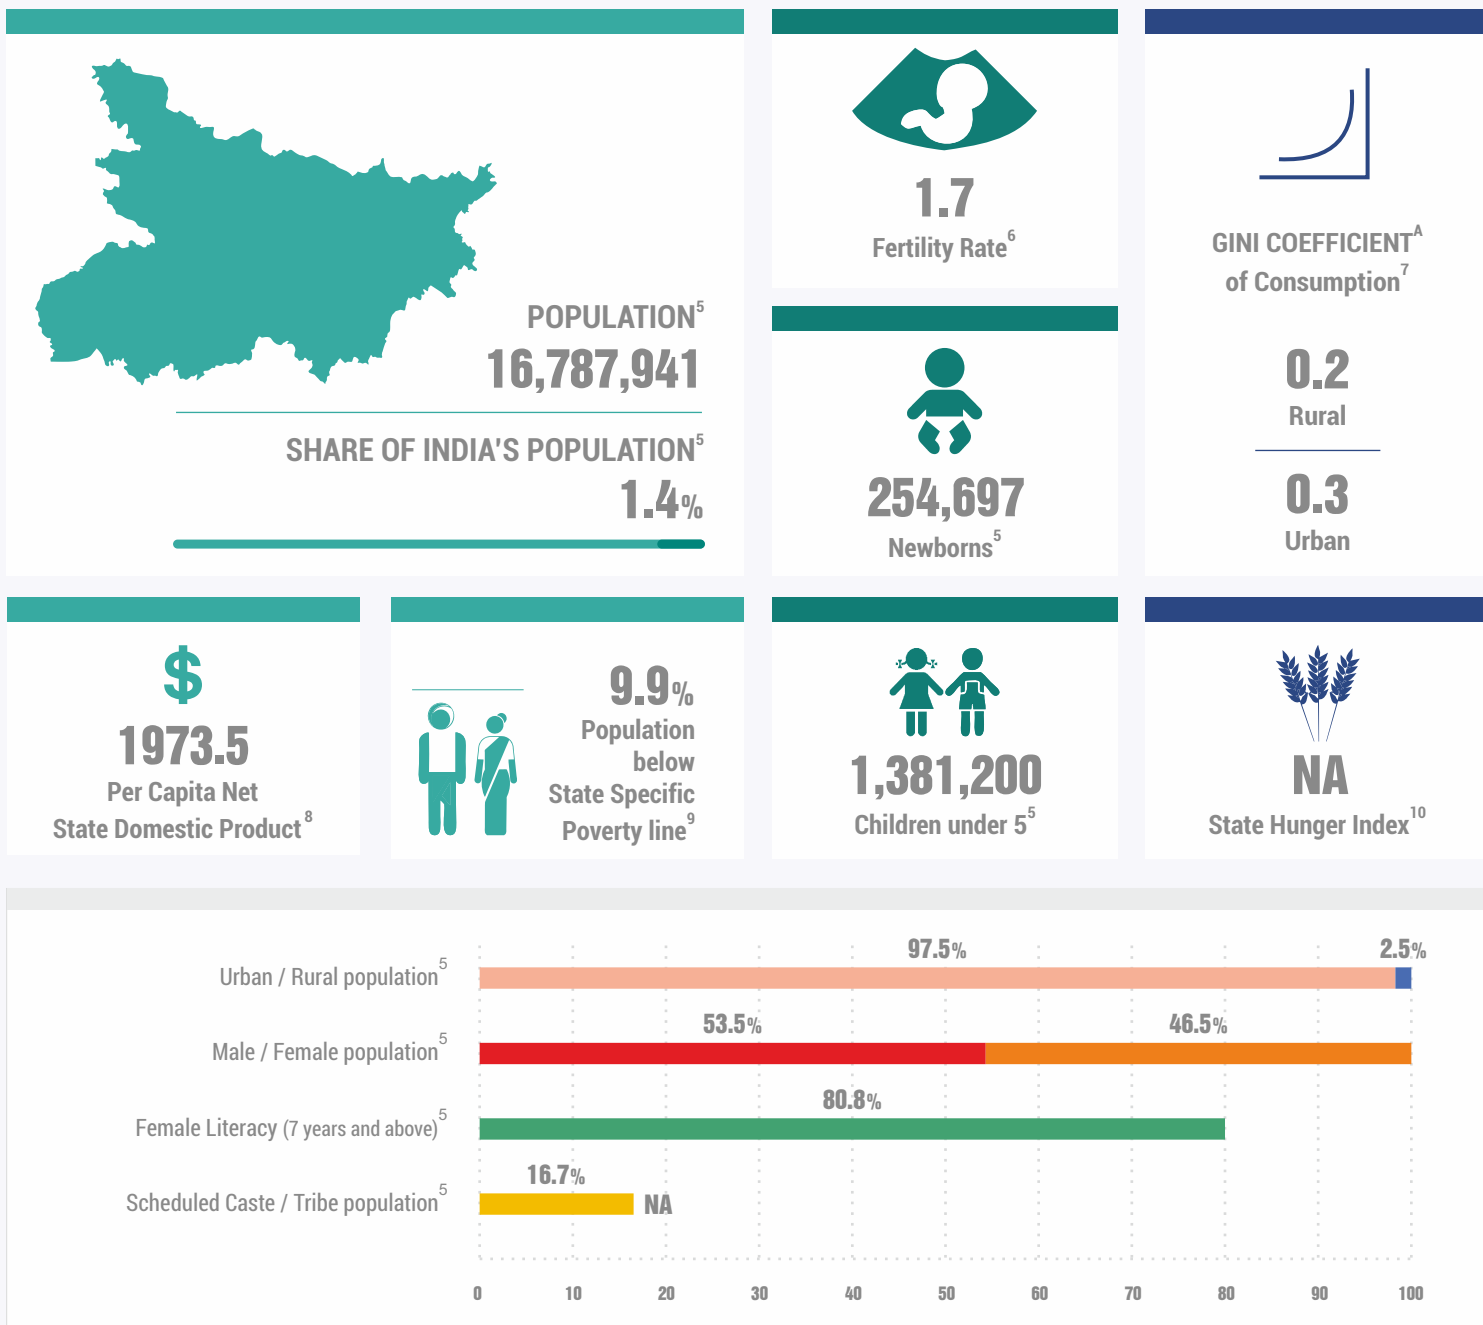 POPULATION5
16,787,941
SHARE OF INDIA'S POPULATION5
1.4%
1.7
Fertility Rate6
254,697
Newborns5
GINI COEFFICIENTA
of Consumption7
0.2
Rural
0.3
Urban
$
1973.5
Per Capita Net
State Domestic Product8
9.9%
Population
below
State Specific
Poverty line9
1,381,200
Children under 55
NA
State Hunger Index10
97.5% 2.5%
Urban / Rural population5
53.5% 46.5%
Male / Female population5
80.8%
Female Literacy (7 years and above)5
16.7%
Scheduled Caste / Tribe population5 NA
0 10 20 30 40 50 60 70 80 90 100